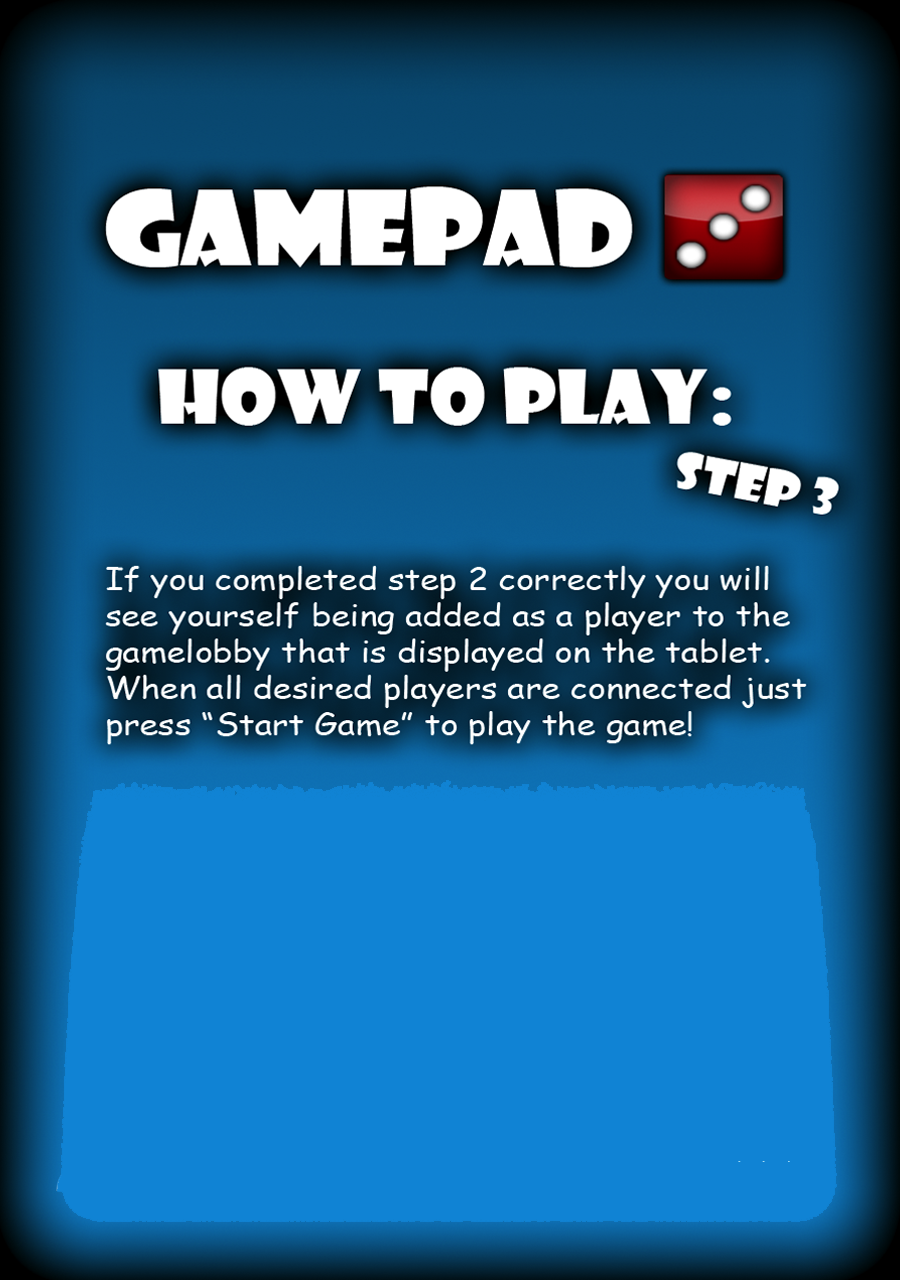 GAMEPAD
HOW TO PLAY:
STEP 3
If you completed step 2 correctly you will
see yourself being added as a player to the
gamelobby that is displayed on the tablet.
When all desired players are connected just
press “Start Game” to play the game!